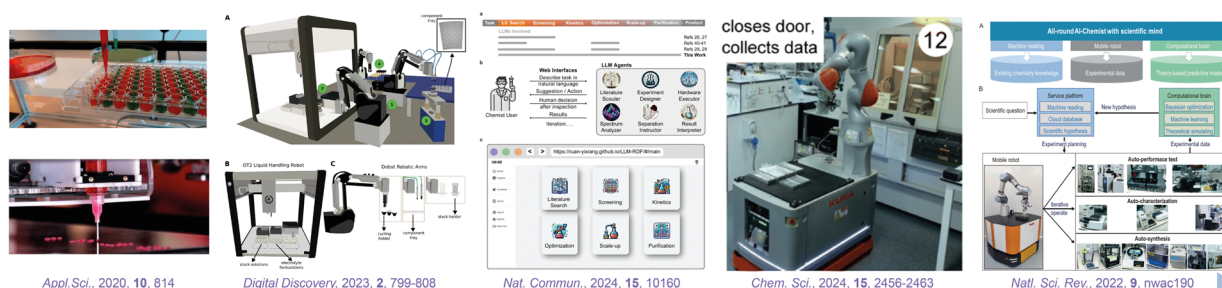 Appl.Sci., 2020, 10, 814
A
component
tray
B
OT2 Liquid Handling Robot
stock solutions
electrolyte
formulations
C
Dobot Robotic Arms
cycling
holder
component
tray
stack holder
Digital Discovery, 2023, 2, 799-808
a
Task
Lit Search
Screening
Kinetics
Optimization
Scale-up
Purification
Product
LLMs Involved
Refs 26, 27
Refs 40-41
Refs 28, 29
This Work
b
Web Interfaces
Describe task in
natural language
Suggestion / Action
Human decision
after inspection
Results
Iteration.....
Chemist User
LLM Agents
Literature
Scouter
Experiment
Designer
Hardware
Executor
Spectrum
Analyzer
Separation
Instructor
Result
Interpreter
c
https://ruan-yixiang.github.io/LLM-RDF/#/main
Literature
Search
Screening
Kinetics
Optimization
Scale-up
Purification
Nat. Commun., 2024, 15, 10160
closes door,
collects data
12
KUKA
Chem. Sci., 2024, 15, 2456-2463
A
All-round AI-Chemist with scientific mind
Machine reading
Mobile robot
Computational brain
Existing chemistry knowledge
Experimental data
Theory-based predictive model
B
Scientific question
Service platform
Machine reading
Cloud database
Scientific hypothesis
New hypothesis
Computational brain
Bayesian optimization
Machine learning
Theoretical simulating
Experiment planning
Experimental data
Mobile robot
Iterative
operate
Auto-performace test
Auto-characterization
Auto-synthesis
Natl. Sci. Rev., 2022, 9, nwac190